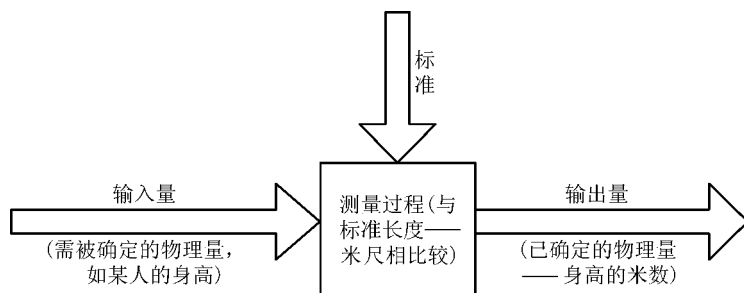 标
准
输入量
(需被确定的物理量，
如某人的身高)
测量过程(与
标准长度——
米尺相比较)
输出量
(已确定的物理量
——身高的米数)